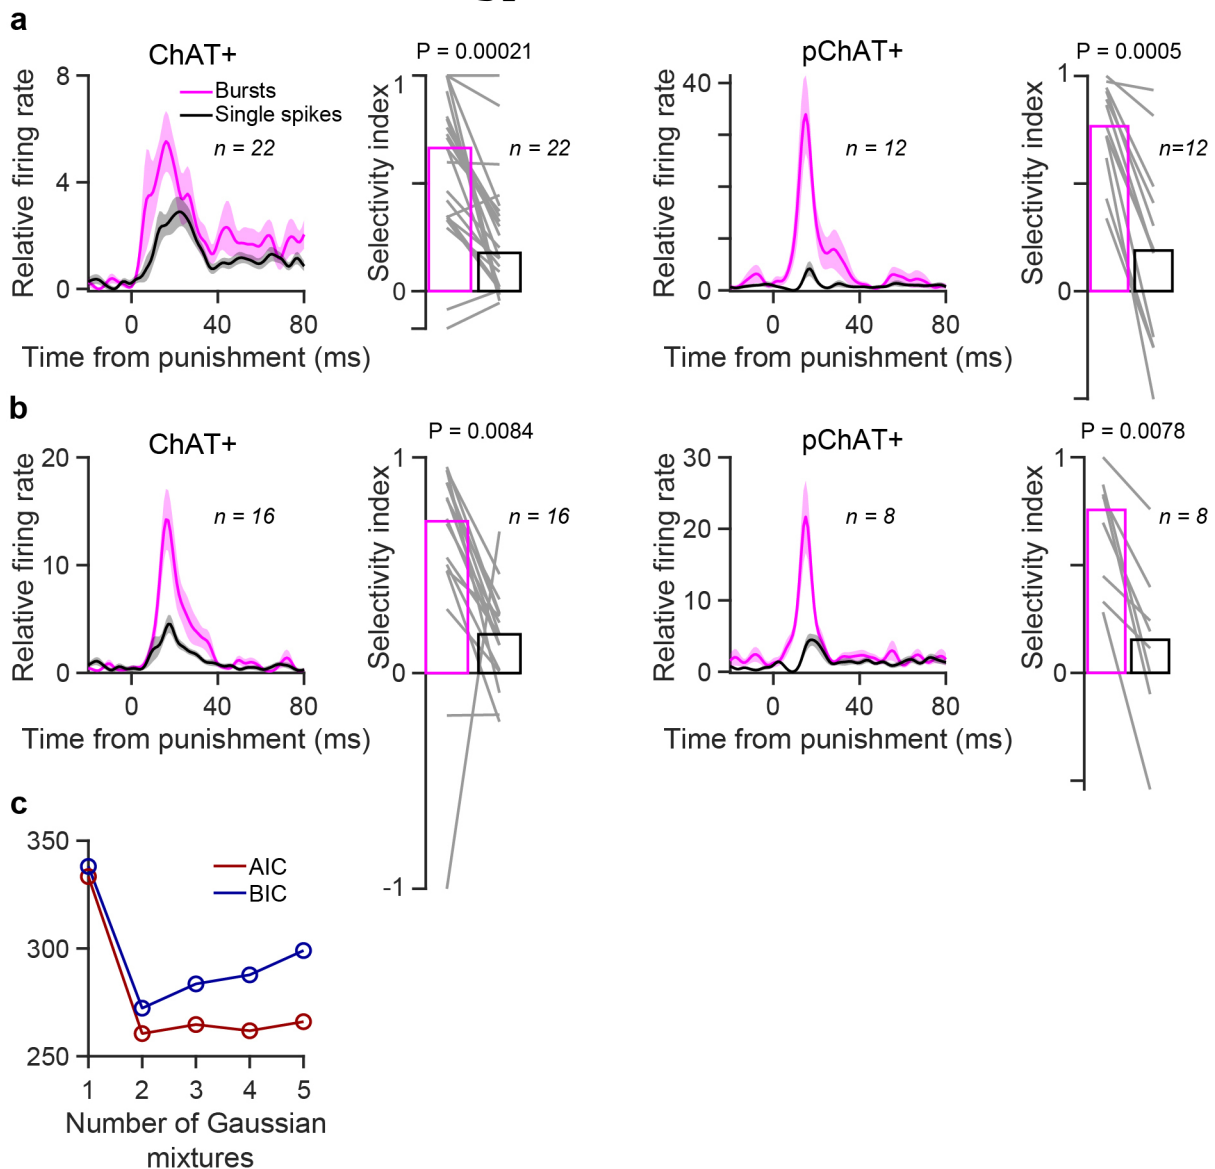 a
ChAT+
Relative firing rate
8
4
0
Bursts
Single spikes
n = 22
0 40 80
Time from punishment (ms)
P = 0.00021
Selectivity index
1
0
n = 22
pChAT+
Relative firing rate
40
20
0
n = 12
0 40 80
Time from punishment (ms)
P = 0.0005
Selectivity index
1
0
n=12
b
ChAT+
Relative firing rate
20
10
0
n = 16
0 40 80
Time from punishment (ms)
P = 0.0084
Selectivity index
1
0
-1
n = 16
pChAT+
Relative firing rate
30
20
10
0
n = 8
0 40 80
Time from punishment (ms)
P = 0.0078
Selectivity index
1
0
n = 8
c
350
300
250
AIC
BIC
1 2 3 4 5
Number of Gaussian
mixtures